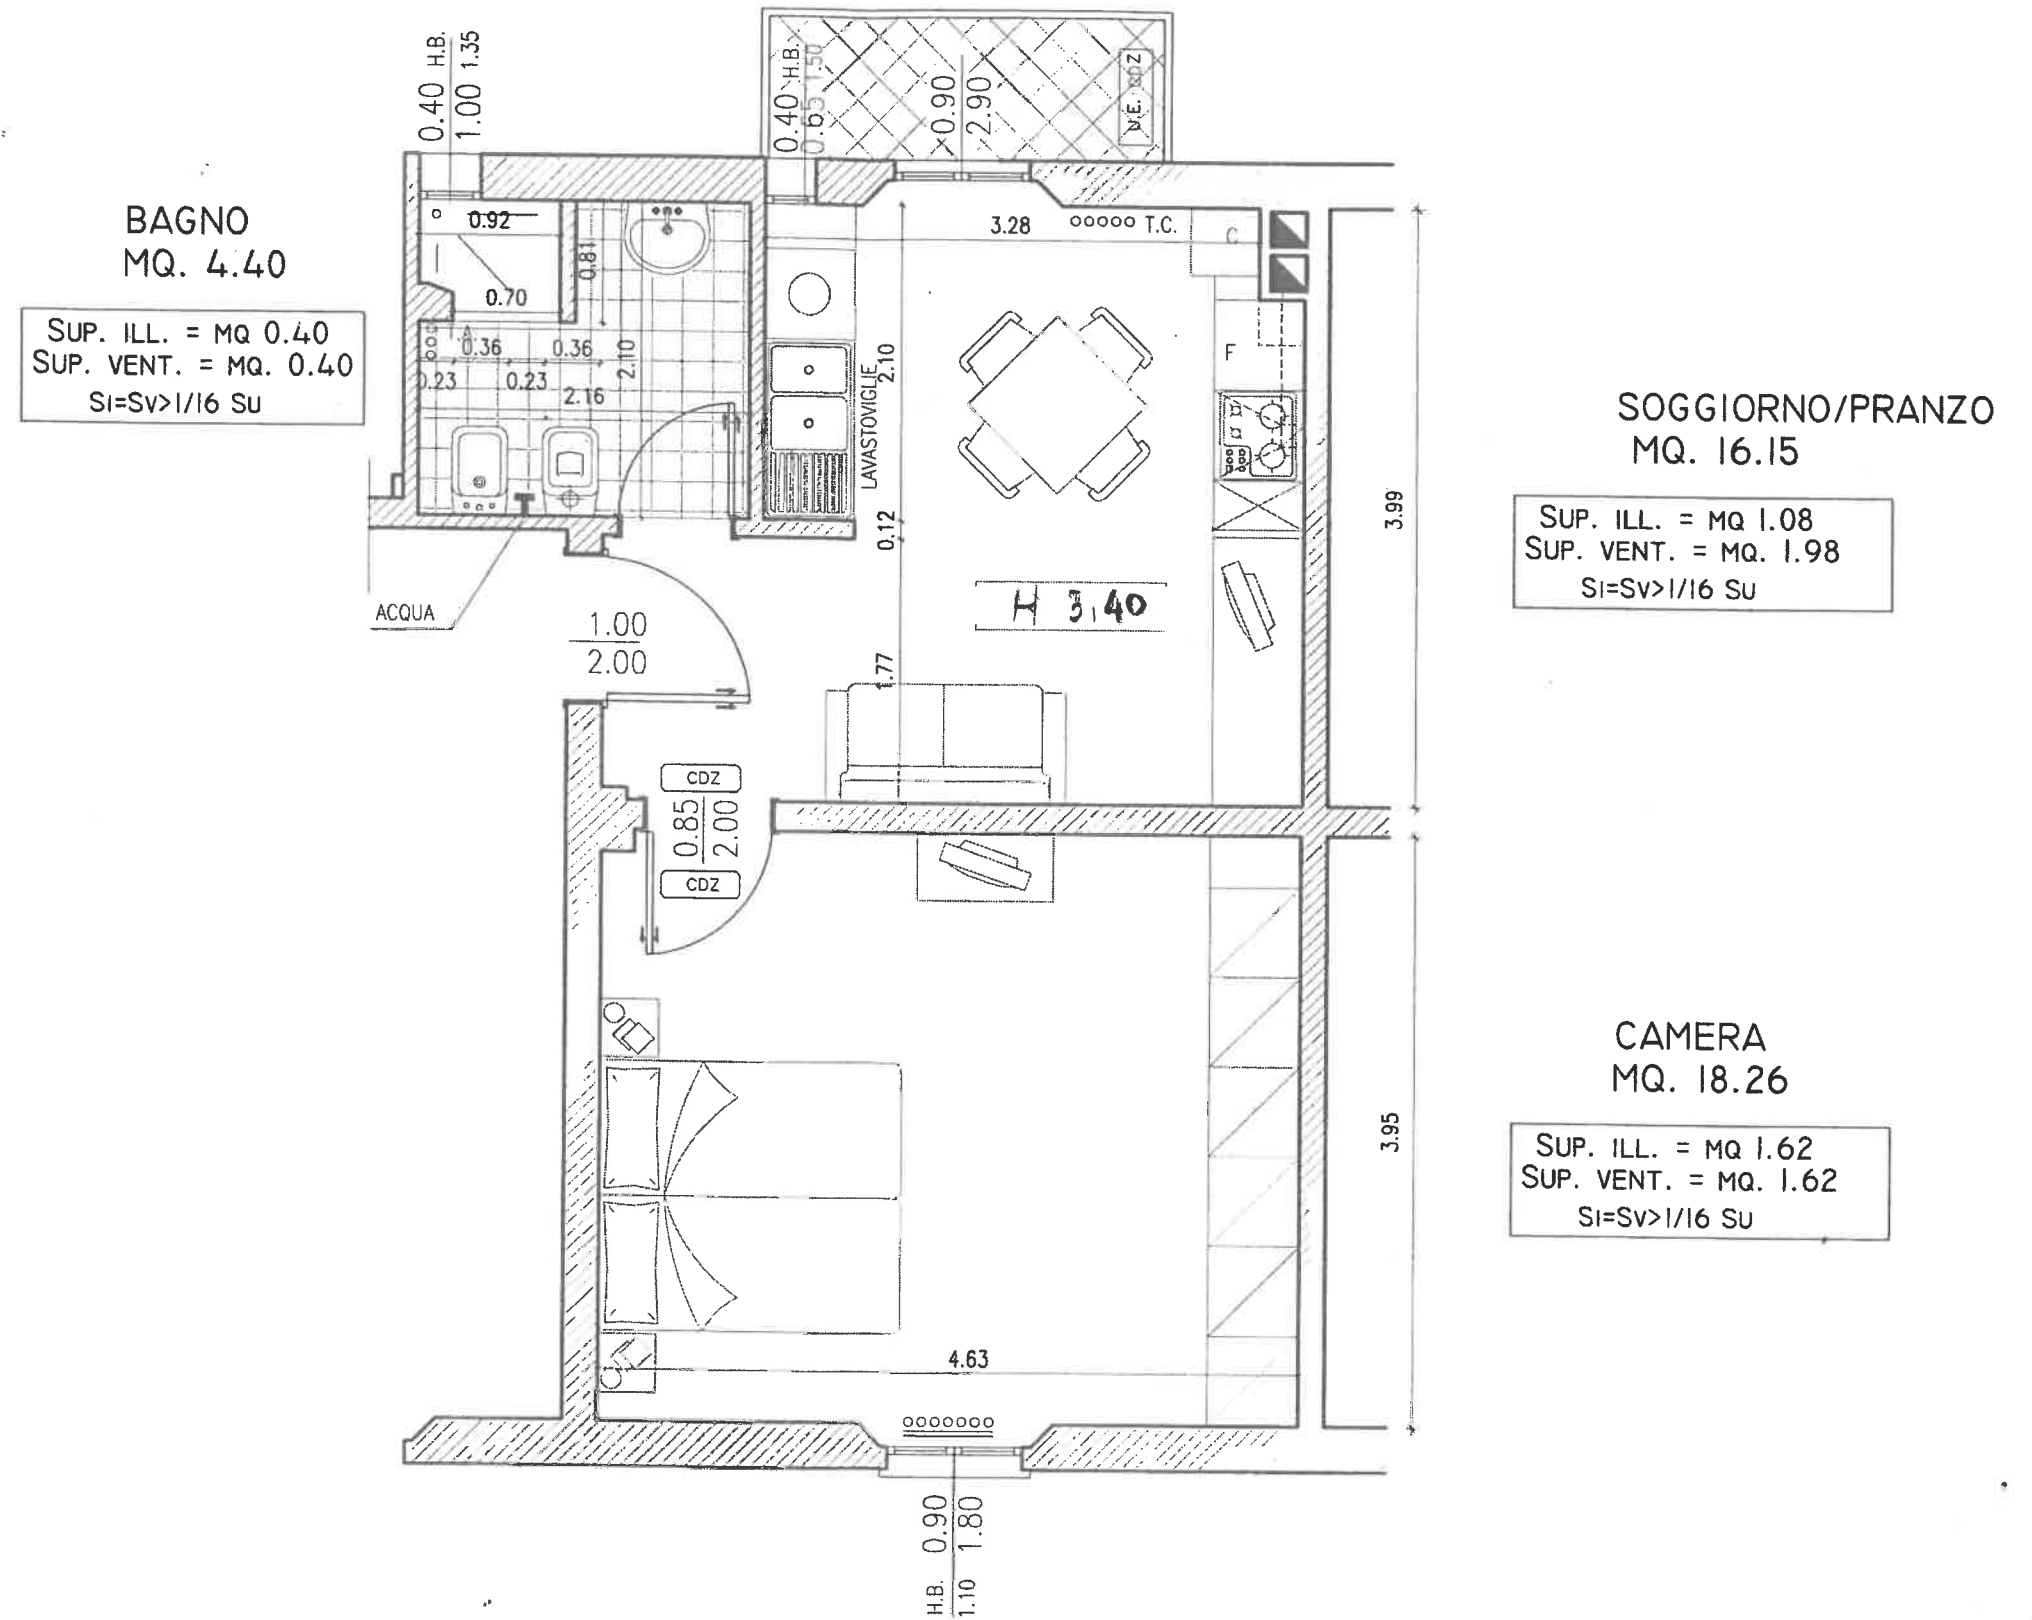 0.40 H.B.
1.00 1.35
0.40 H.B.
0.65 1.50
0.90
2.90
U.E. CDZ
BAGNO
MQ. 4.40
SUP. ILL. = MQ 0.40
SUP. VENT. = MQ. 0.40
SI=SV>1/16 SU
0.92
0.70
0.81
0.36
0.36
0.23
0.23
2.16
2.10
3.28
T.C.
C
F
LAVASTOVIGLIE
2.10
0.12
1.77
H 3,40
3.99
SOGGIORNO/PRANZO
MQ. 16.15
SUP. ILL. = MQ 1.08
SUP. VENT. = MQ. 1.98
SI=SV>1/16 SU
ACQUA
1.00
2.00
CDZ
0.85
2.00
CDZ
3.95
CAMERA
MQ. 18.26
SUP. ILL. = MQ 1.62
SUP. VENT. = MQ. 1.62
SI=SV>1/16 SU
4.63
H.B. 0.90
1.10 1.80